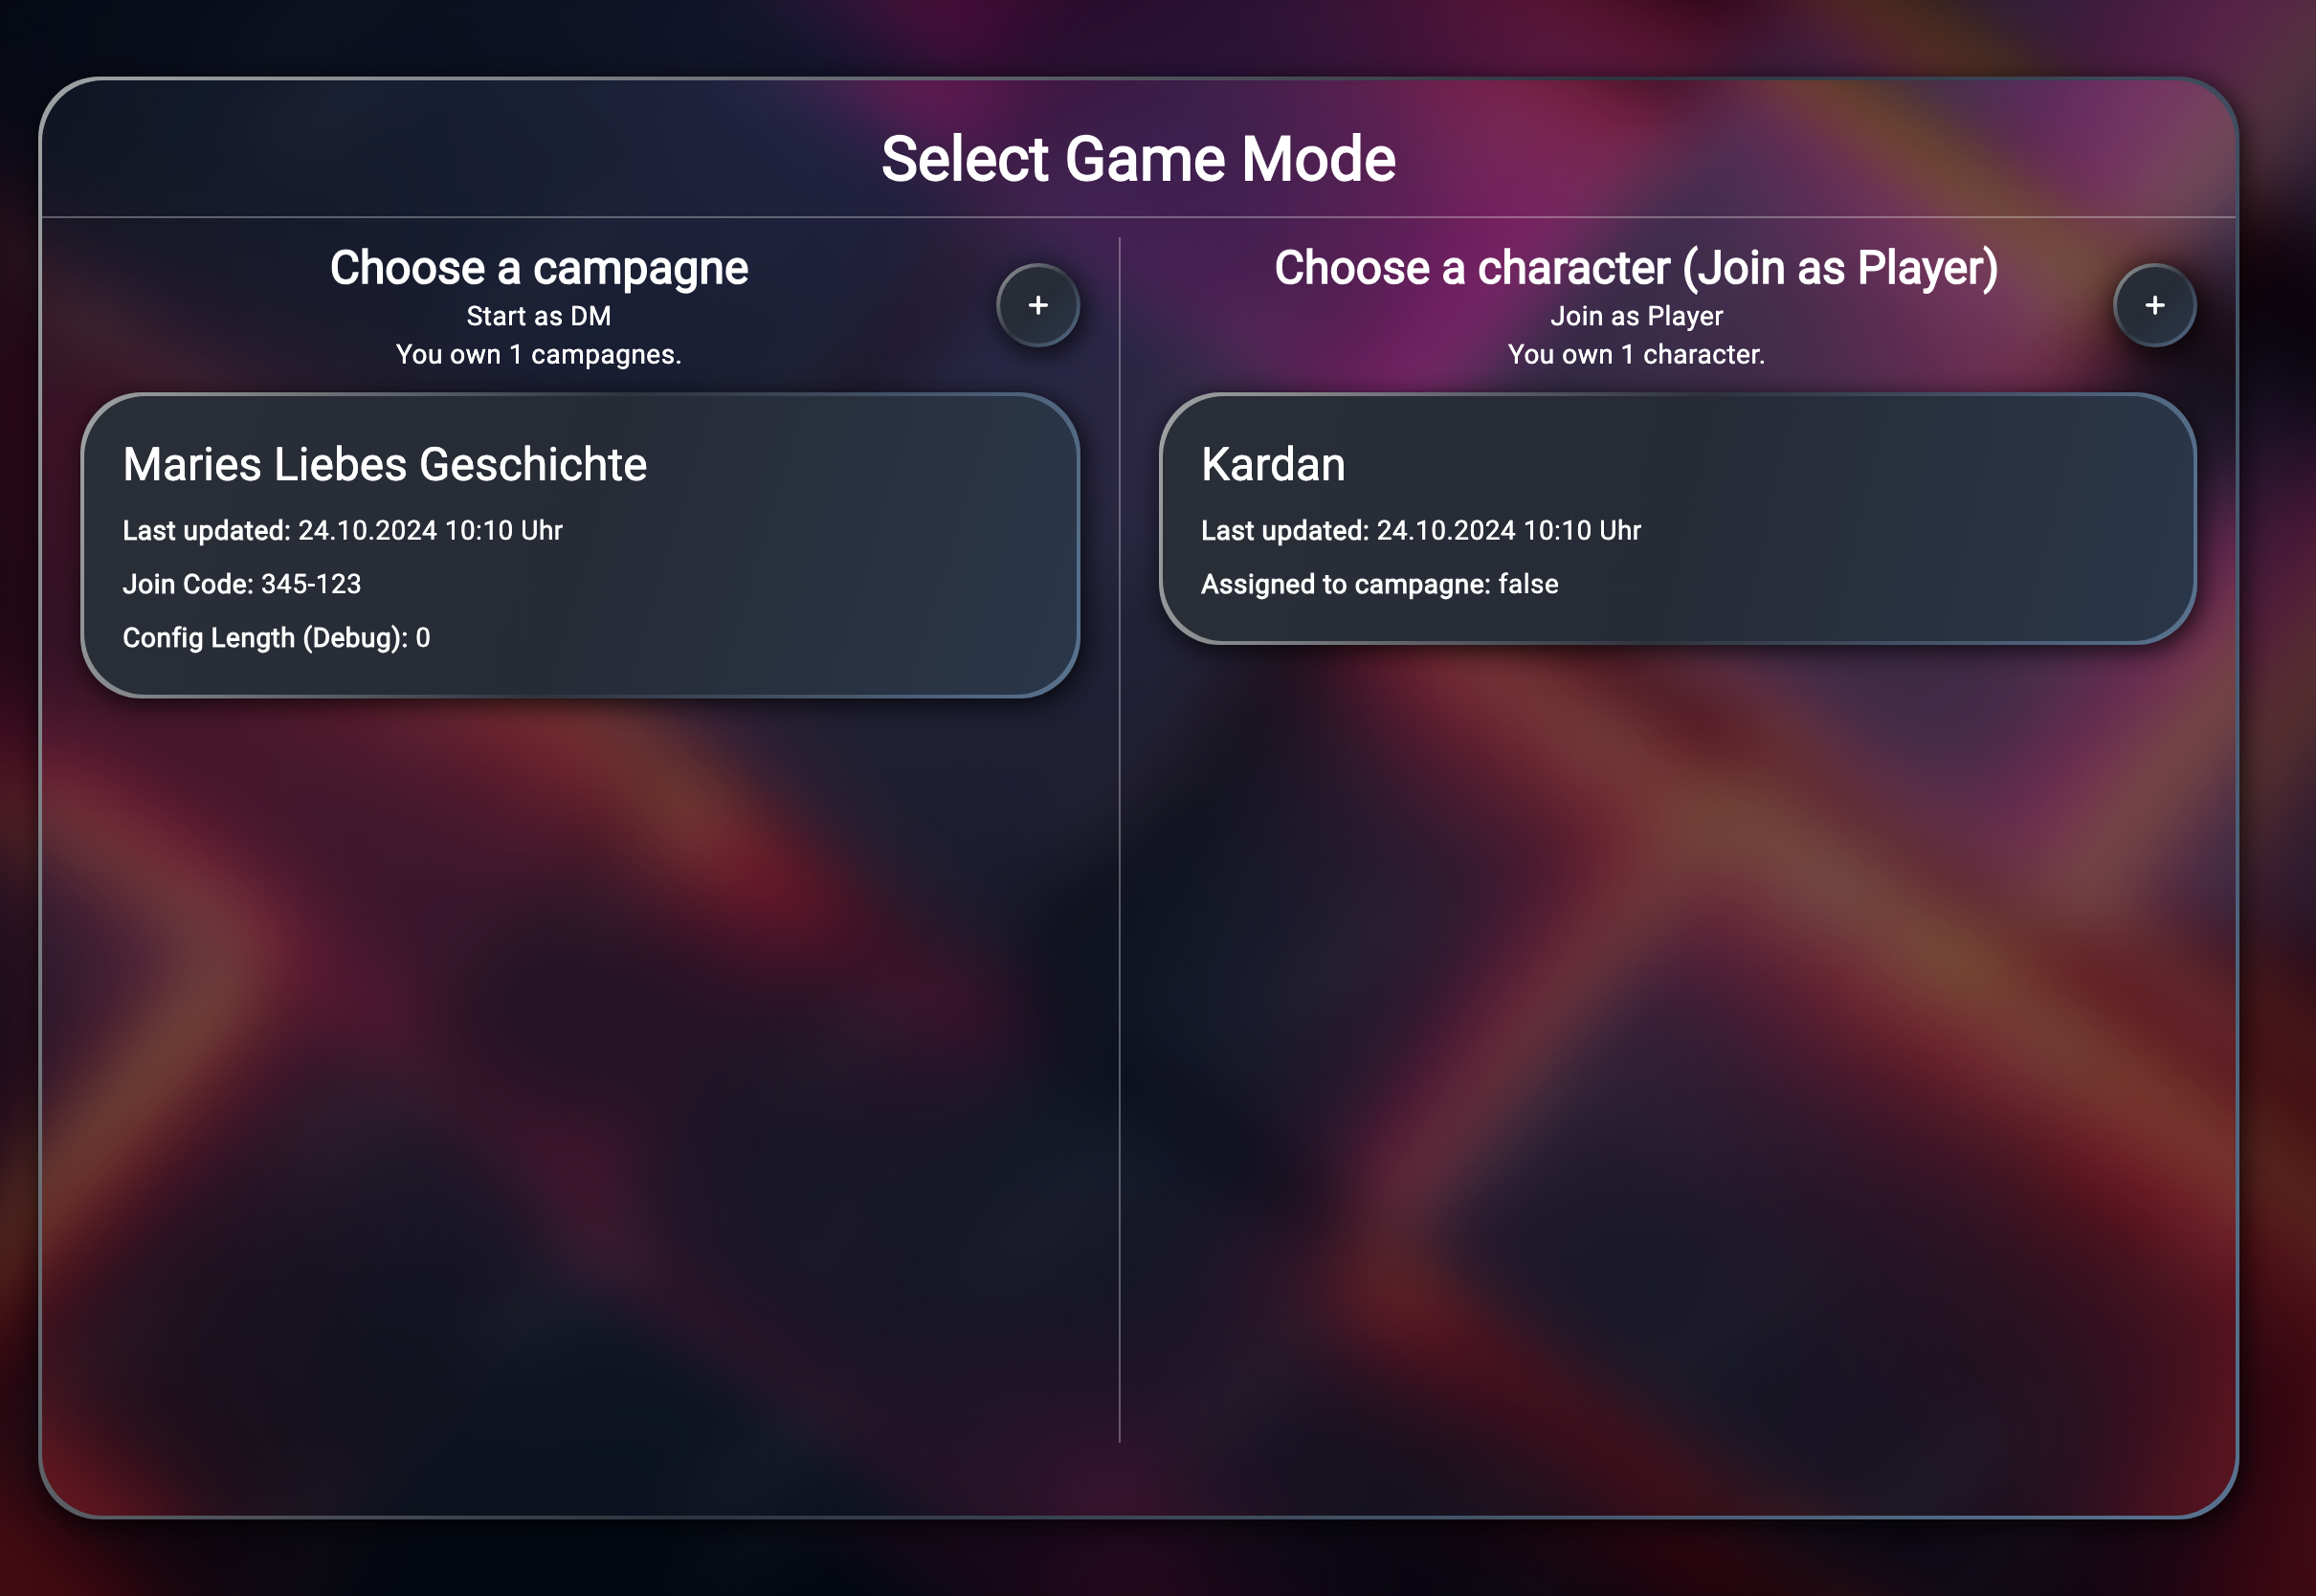 Select Game Mode
Choose a campagne
Start as DM
You own 1 campagnes.
+
Maries Liebes Geschichte
Last updated: 24.10.2024 10:10 Uhr
Join Code: 345-123
Config Length (Debug): 0
Choose a character (Join as Player)
Join as Player
You own 1 character.
+
Kardan
Last updated: 24.10.2024 10:10 Uhr
Assigned to campagne: false